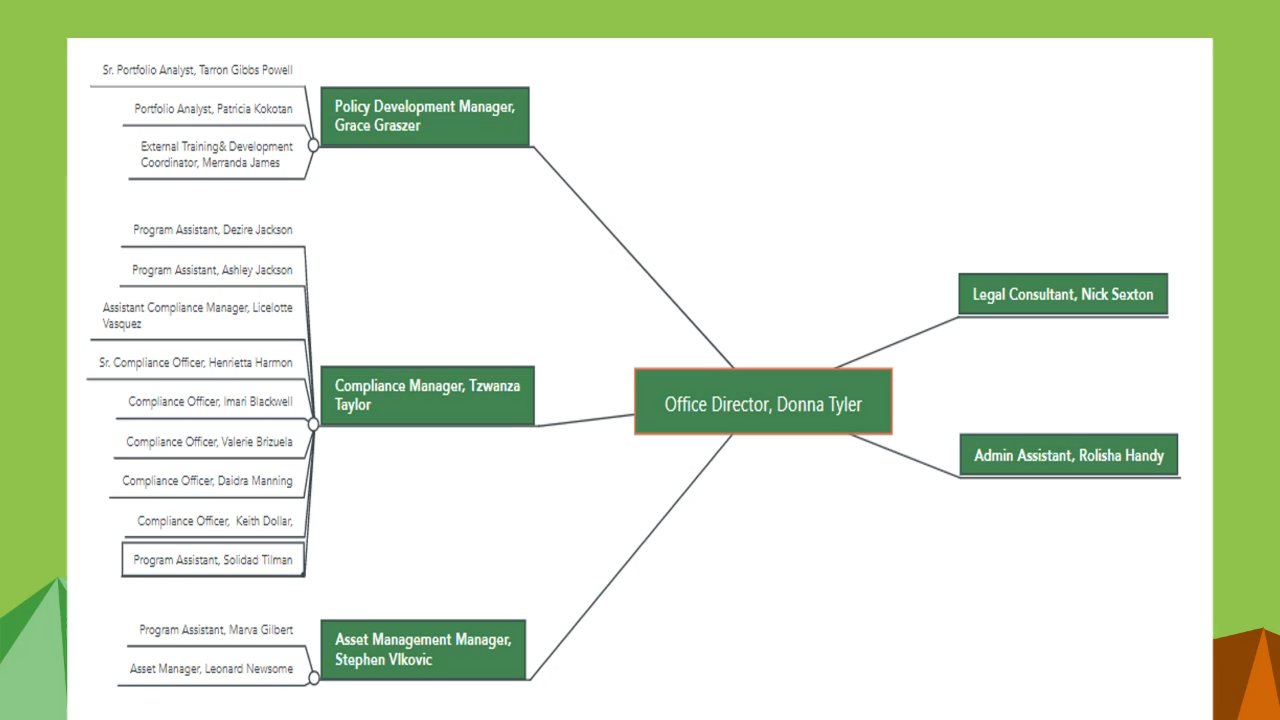 Sr. Portfolio Analyst, Tarron Gibbs Powell
Portfolio Analyst, Patricia Kokotan
External Training& Development
Coordinator, Merranda James
Policy Development Manager,
Grace Graszer
Program Assistant, Dezire Jackson
Program Assistant, Ashley Jackson
Assistant Compliance Manager, Licelotte
Vasquez
Sr. Compliance Officer, Henrietta Harmon
Compliance Officer, Imari Blackwell
Compliance Officer, Valerie Brizuela
Compliance Officer, Daidra Manning
Compliance Officer,  Keith Dollar,
Program Assistant, Solidad Tilman
Compliance Manager, Tzwanza
Taylor
Program Assistant, Marva Gilbert
Asset Manager, Leonard Newsome
Asset Management Manager,
Stephen Vlkovic
Office Director, Donna Tyler
Legal Consultant, Nick Sexton
Admin Assistant, Rolisha Handy